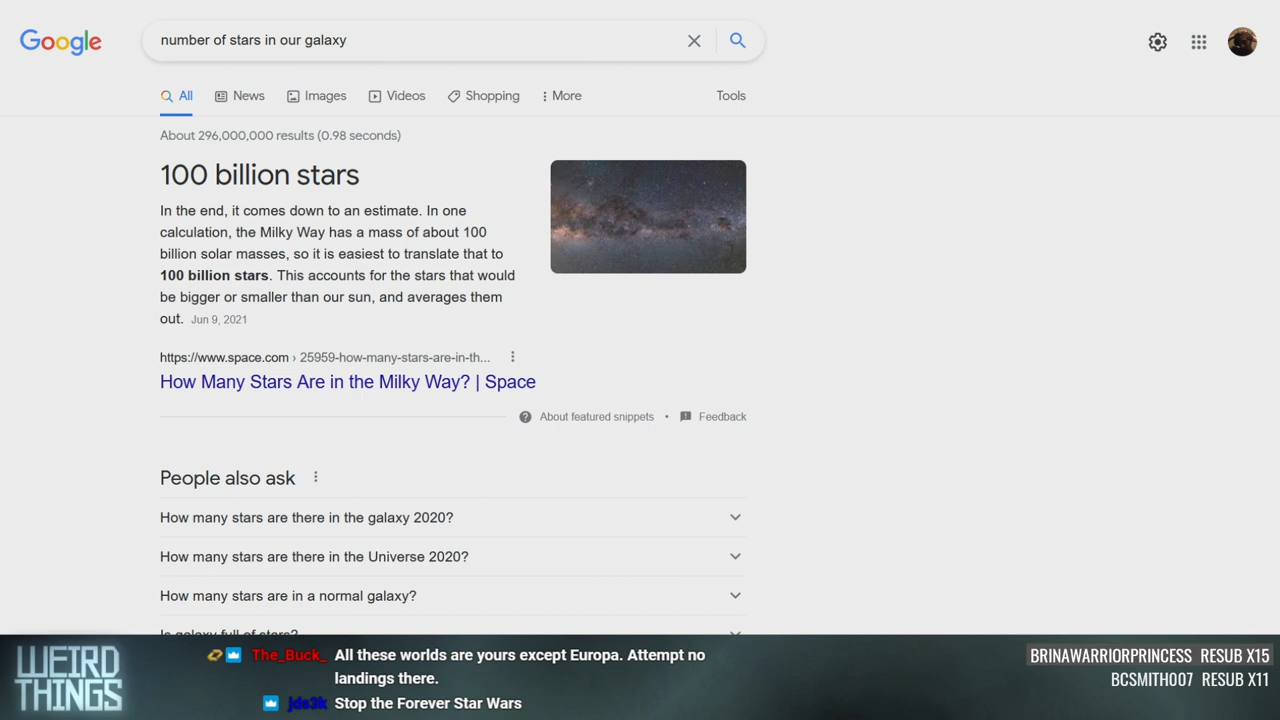 Google
number of stars in our galaxy
All
News
Images
Videos
Shopping
More
Tools
About 296,000,000 results (0.98 seconds)
100 billion stars
In the end, it comes down to an estimate. In one
calculation, the Milky Way has a mass of about 100
billion solar masses, so it is easiest to translate that to
100 billion stars. This accounts for the stars that would
be bigger or smaller than our sun, and averages them
out. Jun 9, 2021
https://www.space.com › 25959-how-many-stars-are-in-th...
How Many Stars Are in the Milky Way? | Space
About featured snippets • Feedback
People also ask
How many stars are there in the galaxy 2020?
How many stars are there in the Universe 2020?
How many stars are in a normal galaxy?
Is galaxy full of stars?
WEIRD
THINGS
The_Buck_ All these worlds are yours except Europa. Attempt no
landings there.
jds3k Stop the Forever Star Wars
BRINAWARRIORPRINCESS RESUB X15
BCSMITH007 RESUB X11